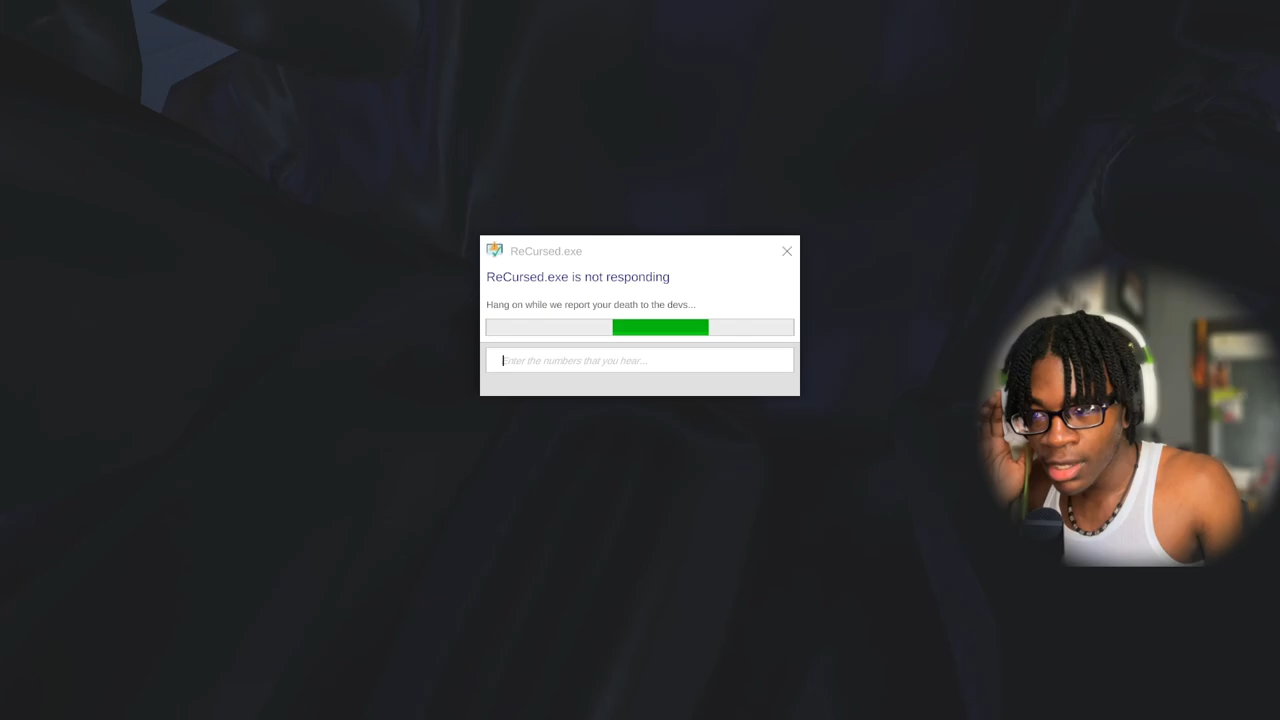 ReCursed.exe
ReCursed.exe is not responding
Hang on while we report your death to the devs...
Enter the numbers that you hear...